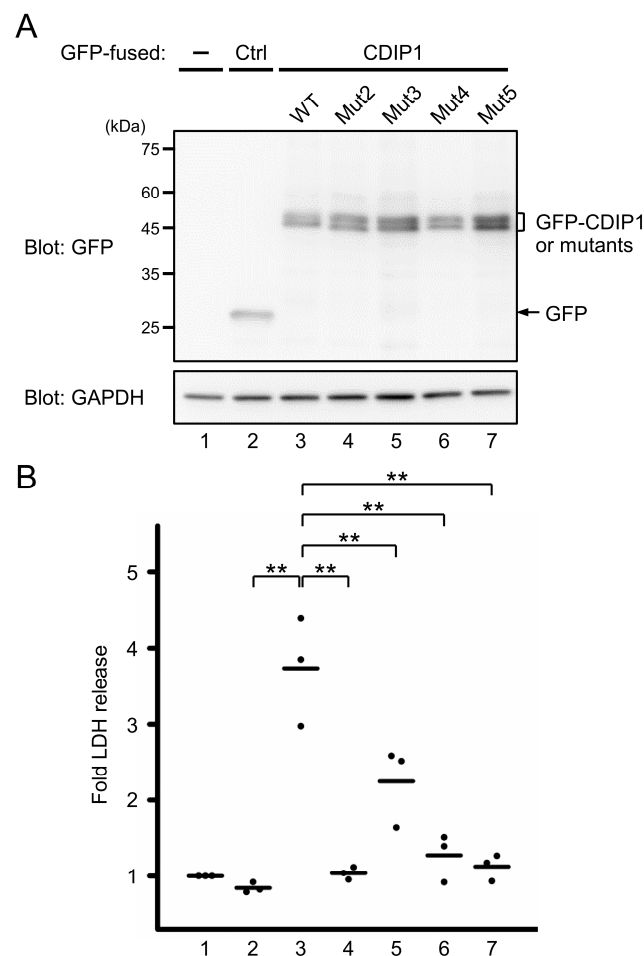 A
GFP-fused: – Ctrl CDIP1
WT Mut2 Mut3 Mut4 Mut5
(kDa)
75
60
45
35
25
Blot: GFP
GFP-CDIP1
or mutants
GFP
Blot: GAPDH
1 2 3 4 5 6 7
B
**
**
**
** **
Fold LDH release
5
4
3
2
1
1 2 3 4 5 6 7